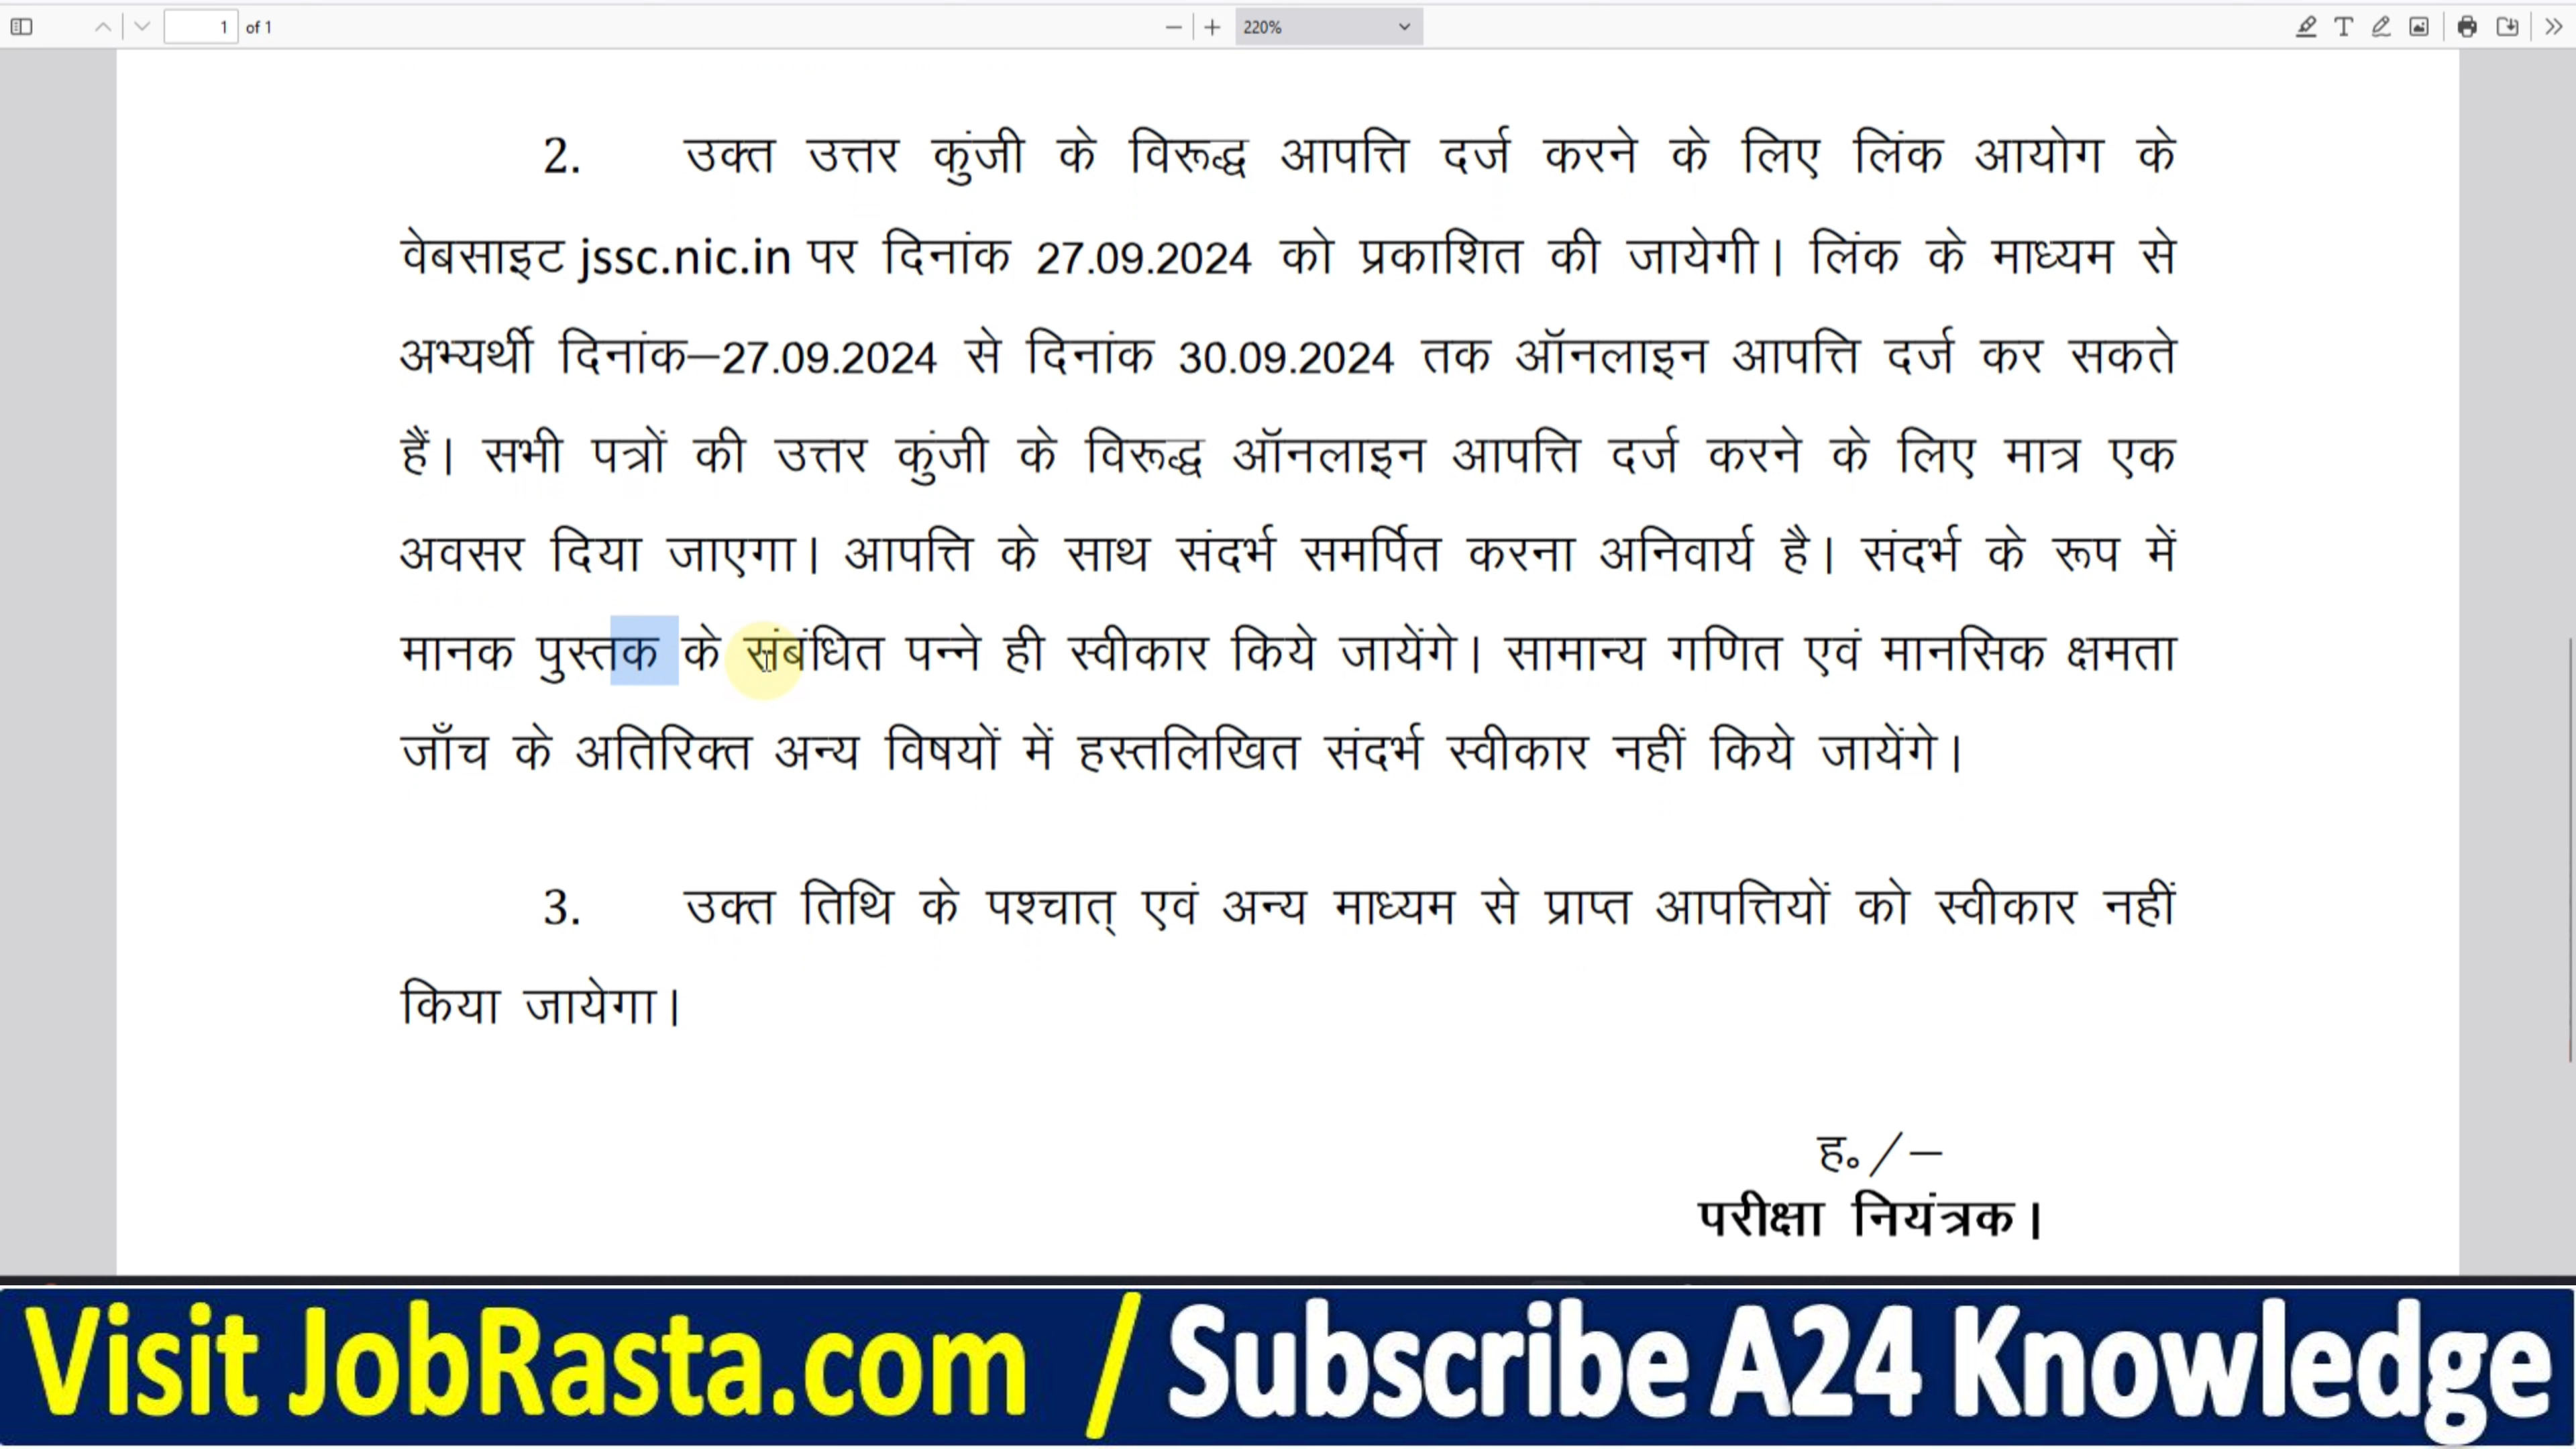 1 of 1 220%
2. उक्त उत्तर कुंजी के विरूद्ध आपत्ति दर्ज करने के लिए लिंक आयोग के
वेबसाइट jssc.nic.in पर दिनांक 27.09.2024 को प्रकाशित की जायेगी। लिंक के माध्यम से
अभ्यर्थी दिनांक–27.09.2024 से दिनांक 30.09.2024 तक ऑनलाइन आपत्ति दर्ज कर सकते
हैं। सभी पत्रों की उत्तर कुंजी के विरूद्ध ऑनलाइन आपत्ति दर्ज करने के लिए मात्र एक
अवसर दिया जाएगा। आपत्ति के साथ संदर्भ समर्पित करना अनिवार्य है। संदर्भ के रूप में
मानक पुस्तक के संबंधित पन्ने ही स्वीकार किये जायेंगे। सामान्य गणित एवं मानसिक क्षमता
जाँच के अतिरिक्त अन्य विषयों में हस्तलिखित संदर्भ स्वीकार नहीं किये जायेंगे।
3. उक्त तिथि के पश्चात् एवं अन्य माध्यम से प्राप्त आपत्तियों को स्वीकार नहीं
किया जायेगा।
ह॰/–
परीक्षा नियंत्रक।
Visit JobRasta.com / Subscribe A24 Knowledge